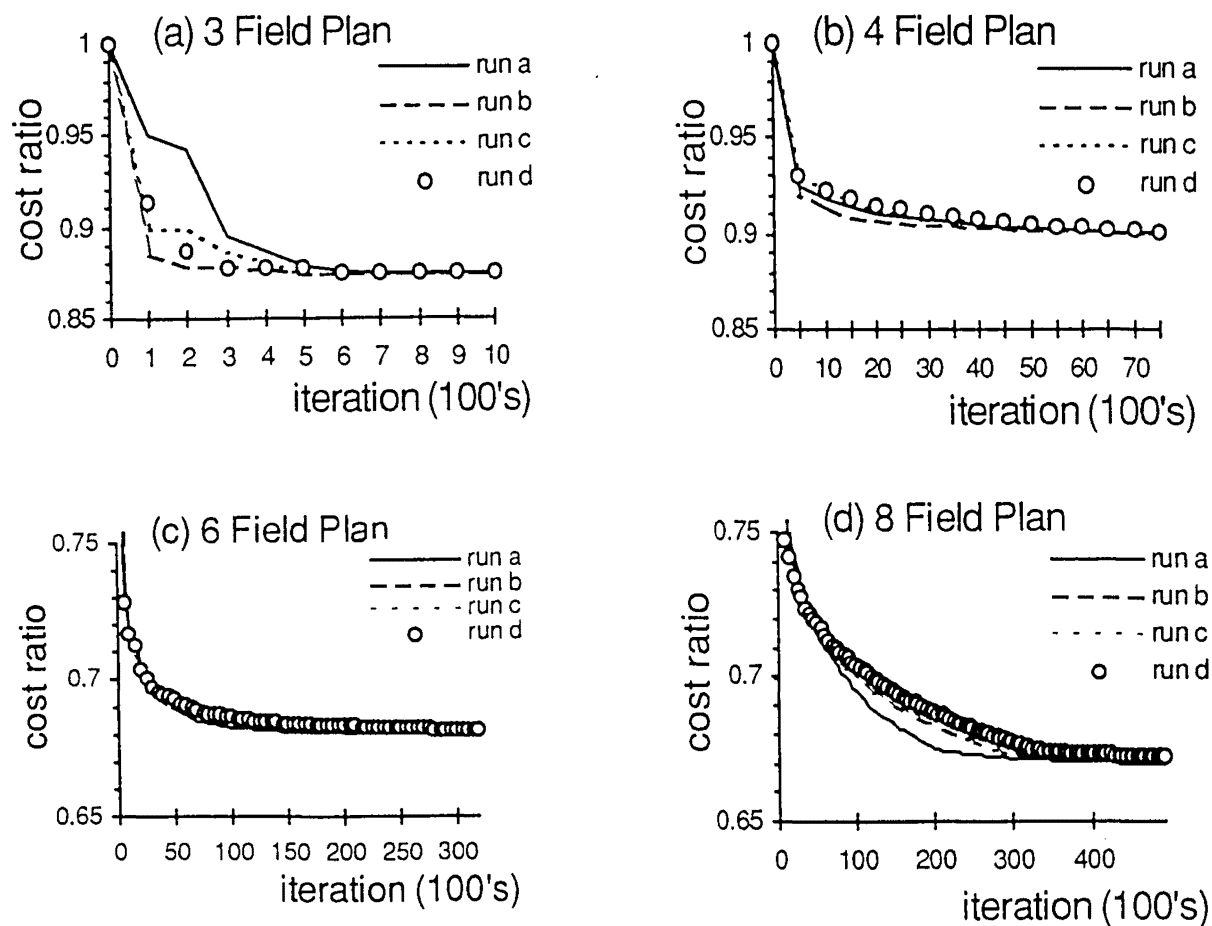 (a) 3 Field Plan
run a
run b
run c
run d
cost ratio
1
0.95
0.9
0.85
0 1 2 3 4 5 6 7 8 9 10
iteration (100's)
(b) 4 Field Plan
run a
run b
run c
run d
cost ratio
1
0.95
0.9
0.85
0 10 20 30 40 50 60 70
iteration (100's)
(c) 6 Field Plan
run a
run b
run c
run d
cost ratio
0.75
0.7
0.65
0 50 100 150 200 250 300
iteration (100's)
(d) 8 Field Plan
run a
run b
run c
run d
cost ratio
0.75
0.7
0.65
0 100 200 300 400
iteration (100's)